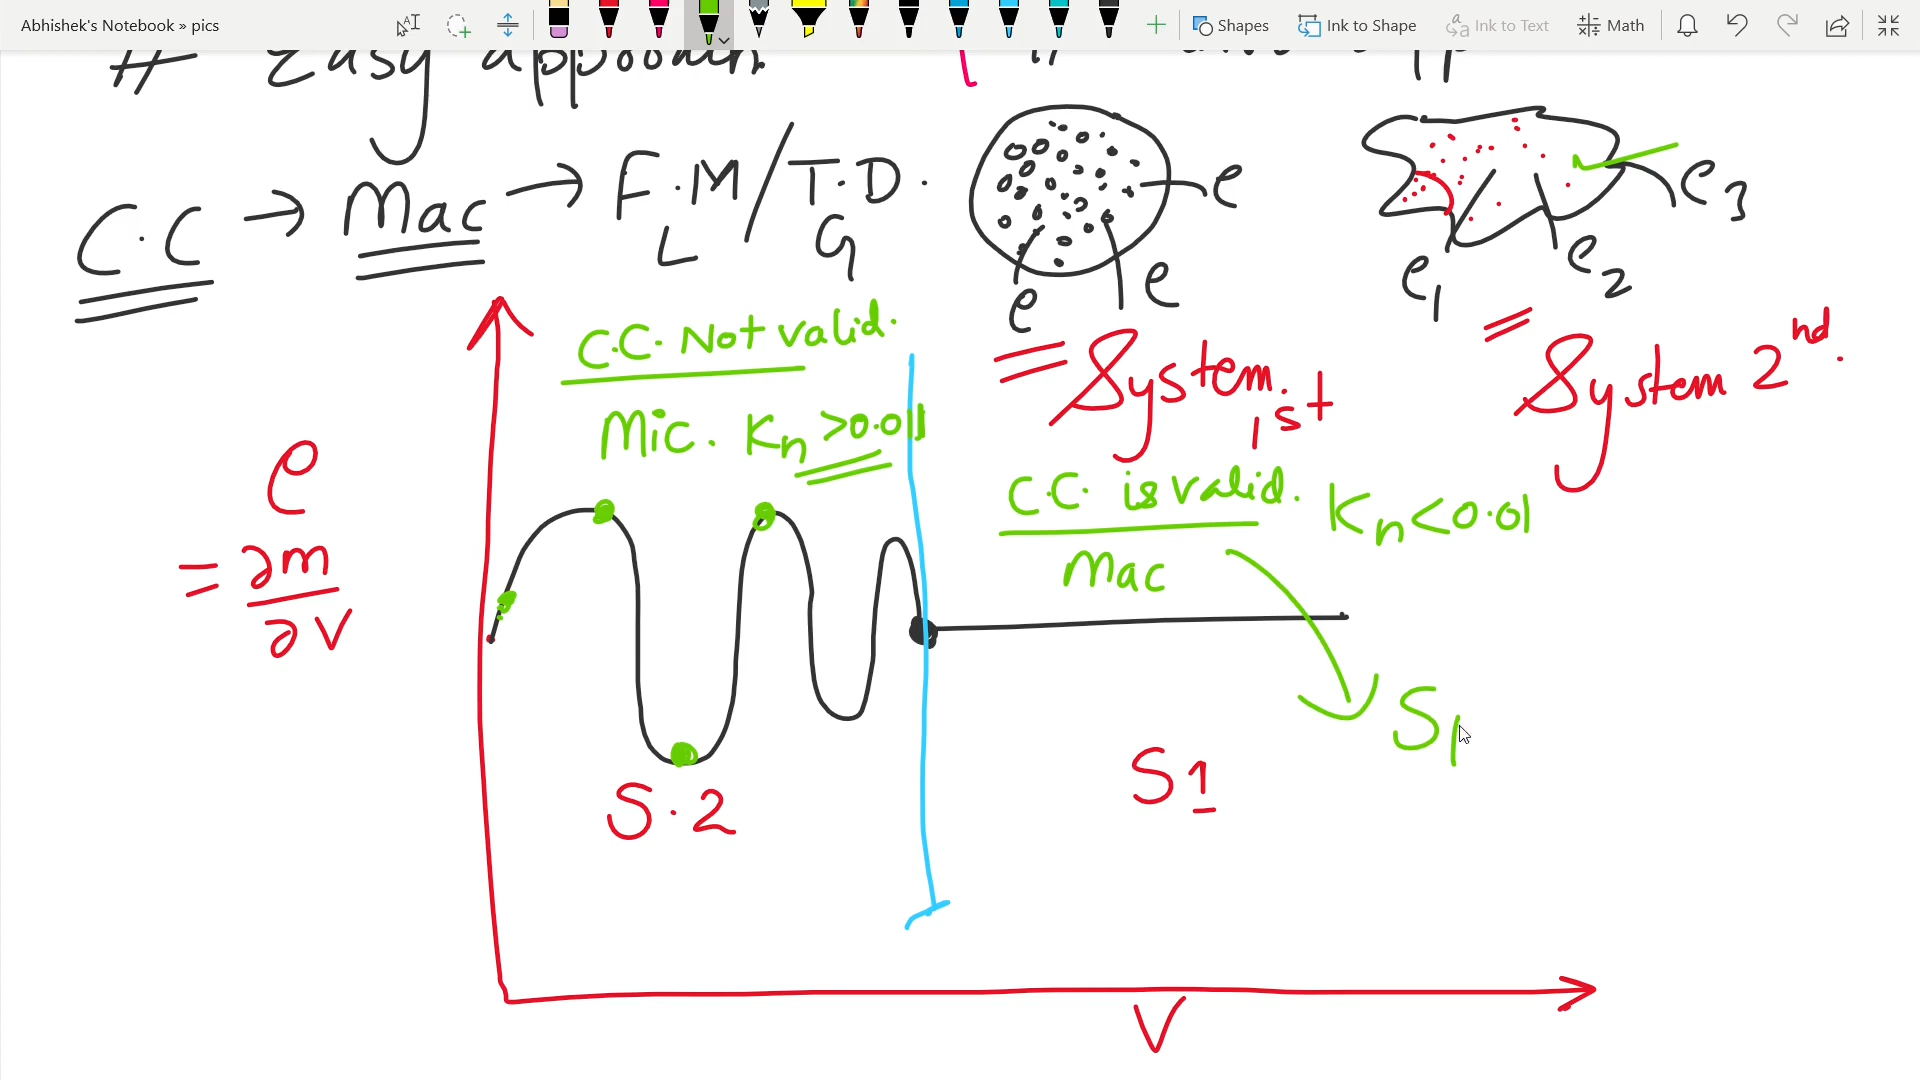 Abhishek's Notebook » pics
Shapes
Ink to Shape
Ink to Text
Math
# Easy
C.C → Mac → F.M / T.D.
L G
e
e
e
e1
e2
e3
C.C. Not valid.
Mic. Kn >0.01
= System 1st
= System 2nd.
C.C. is valid. Kn<0.01
Mac
ρ
= ∂m
∂V
S1
S.2
S1
V